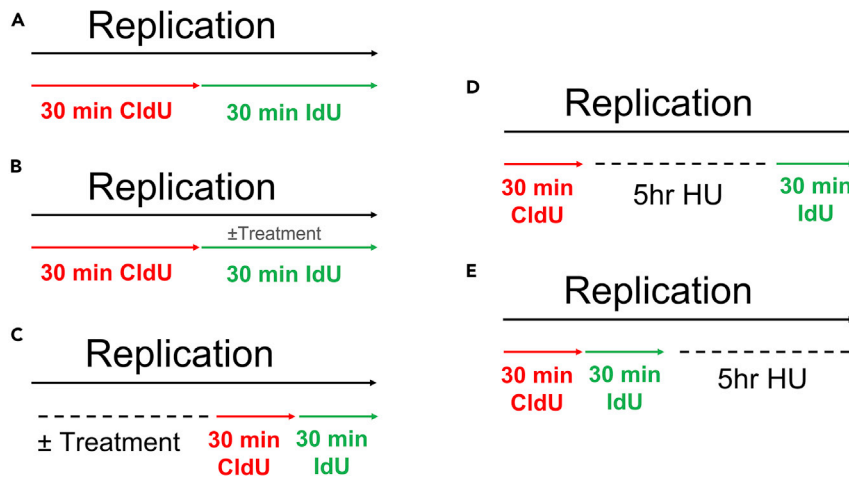 A
Replication
30 min CldU
30 min IdU
B
Replication
±Treatment
30 min CldU
30 min IdU
C
Replication
± Treatment
30 min
CldU
30 min
IdU
D
Replication
30 min
CldU
5hr HU
30 min
IdU
E
Replication
30 min
CldU
30 min
IdU
5hr HU